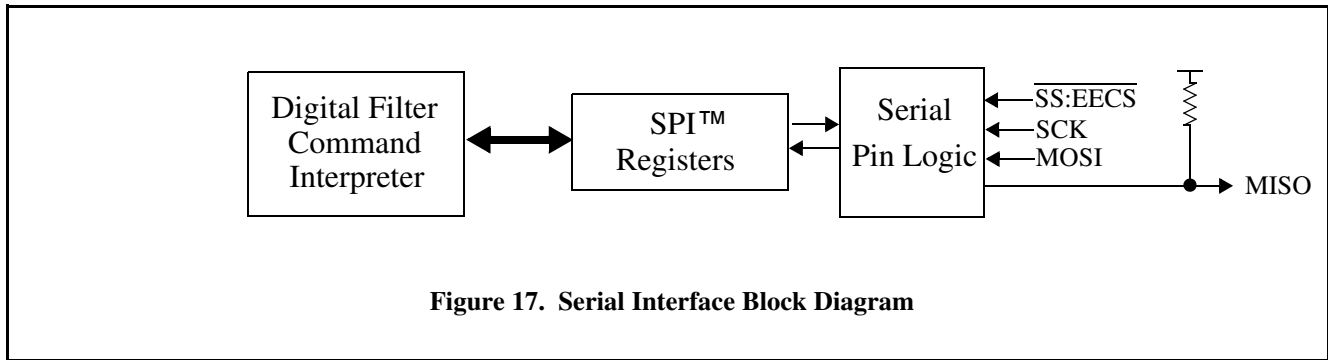 Digital Filter
Command
Interpreter
SPI™
Registers
Serial
Pin Logic
SS:EECS
SCK
MOSI
MISO
Figure 17. Serial Interface Block Diagram